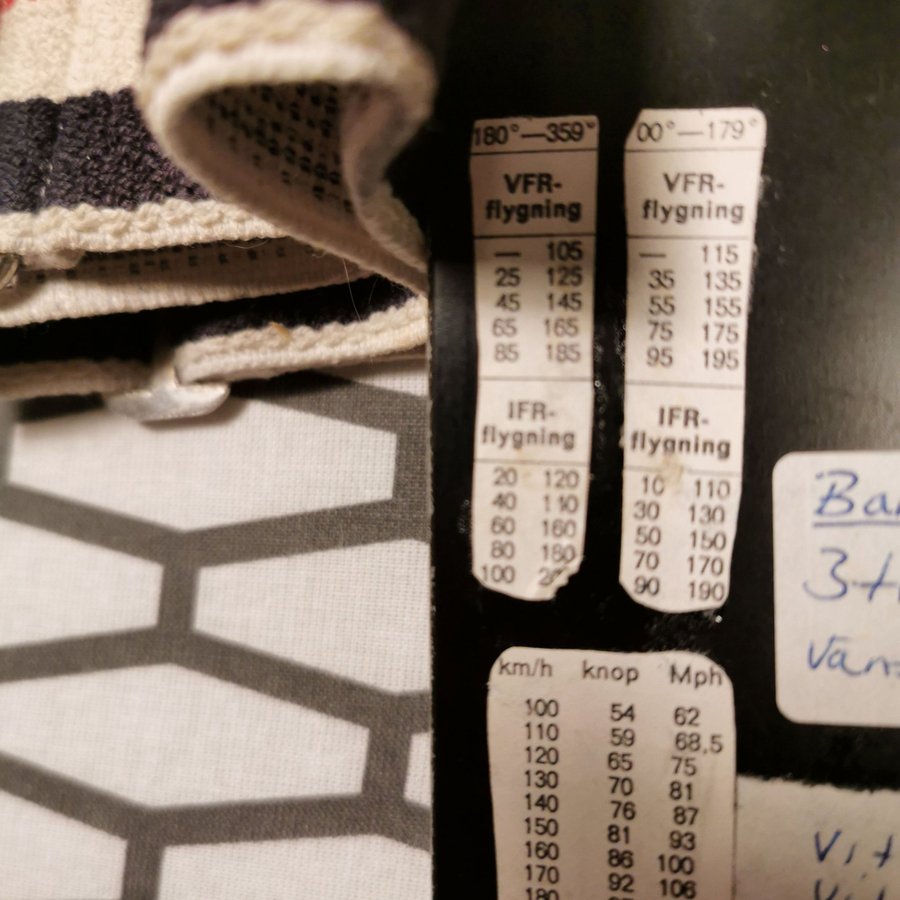 180°—359°
VFR-
flygning
— 105
25 125
45 145
65 165
85 185
IFR-
flygning
20 120
40 140
60 160
80 180
100
00°—179°
VFR-
flygning
— 115
35 135
55 155
75 175
95 195
IFR-
flygning
10 110
30 130
50 150
70 170
90 190
km/h knop Mph
100 54 62
110 59 68,5
120 65 75
130 70 81
140 76 87
150 81 93
160 86 100
170 92 106
180
3